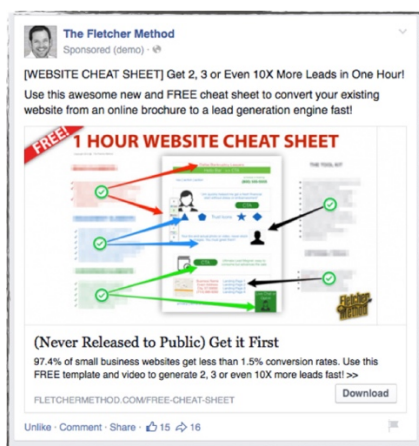 The Fletcher Method
Sponsored (demo) ·
[WEBSITE CHEAT SHEET] Get 2, 3 or Even 10X More Leads in One Hour!
Use this awesome new and FREE cheat sheet to convert your existing
website from an online brochure to a lead generation engine fast!
FREE!
1 HOUR WEBSITE CHEAT SHEET
THE TOOL KIT
Trust Icons
CTA
CTA
Fletcher
Method
(Never Released to Public) Get it First
97.4% of small business websites get less than 1.5% conversion rates. Use this
FREE template and video to generate 2, 3 or even 10X more leads fast! >>
FLETCHERMETHOD.COM/FREE-CHEAT-SHEET
Download
Unlike · Comment · Share · 15 16